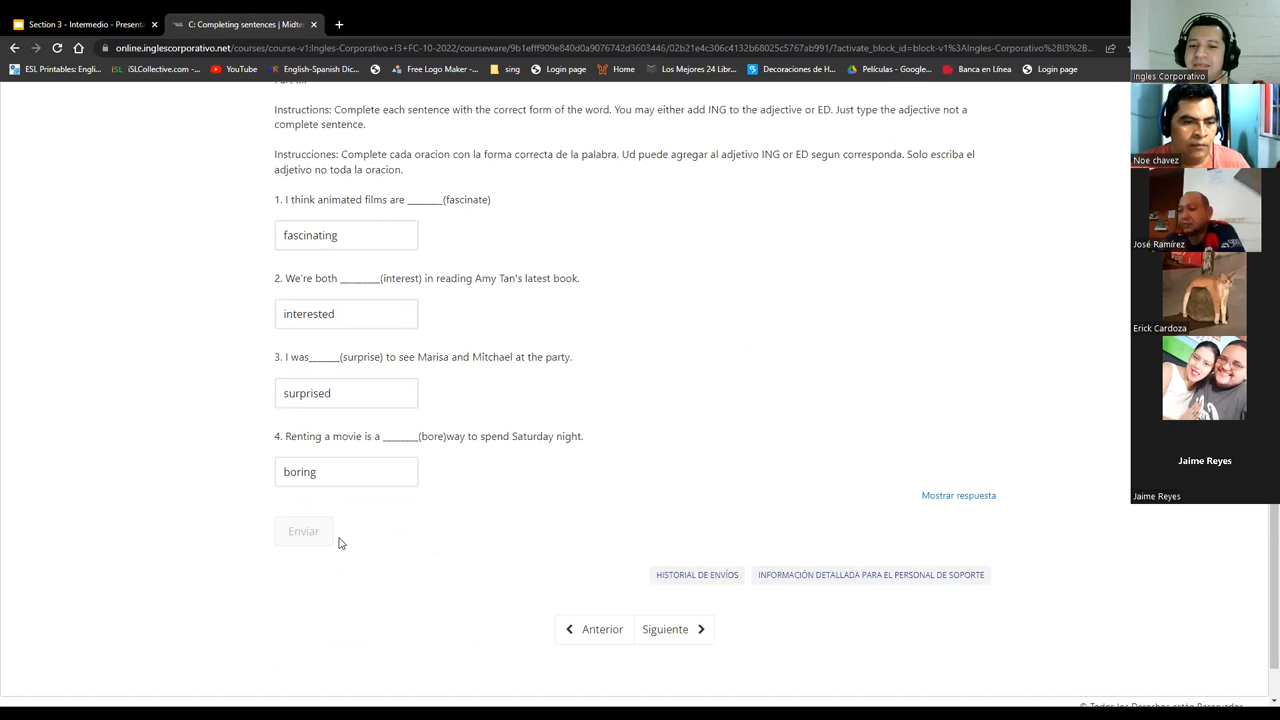 Section 3 - Intermedio - Presenta
C: Completing sentences | Midte
online.inglescorporativo.net/courses/course-v1:Ingles-Corporativo+I3+FC-10-2022/courseware/9b1efff909e840d0a9076742d3603446/02b21e4c306c4132b68025c5767ab991/?activate_block_id=block-v1%3AIngles-Corporativo%2BI3%2B...
ESL Printables: Engli...
iSLCollective.com -...
YouTube
English-Spanish Dic...
Free Logo Maker -...
sing
Login page
Home
Los Mejores 24 Libr...
Decoraciones de H...
Películas - Google...
Banca en Línea
Login page
Instructions: Complete each sentence with the correct form of the word. You may either add ING to the adjective or ED. Just type the adjective not a
complete sentence.
Instrucciones: Complete cada oracion con la forma correcta de la palabra. Ud puede agregar al adjetivo ING or ED segun corresponda. Solo escriba el
adjetivo no toda la oracion.
1. I think animated films are _______(fascinate)
fascinating
2. We're both ________(interest) in reading Amy Tan's latest book.
interested
3. I was______(surprise) to see Marisa and Mitchael at the party.
surprised
4. Renting a movie is a _______(bore)way to spend Saturday night.
boring
Mostrar respuesta
Enviar
HISTORIAL DE ENVÍOS
INFORMACIÓN DETALLADA PARA EL PERSONAL DE SOPORTE
Anterior
Siguiente
© Todos los Derechos están Reservados
Ingles Corporativo
Noe chavez
José Ramírez
Erick Cardoza
Jaime Reyes
Jaime Reyes